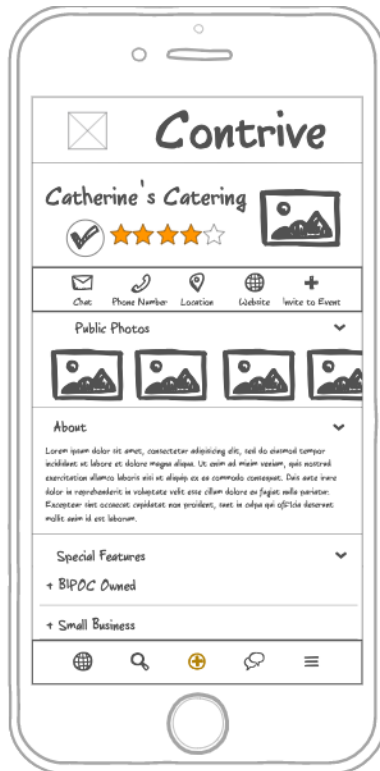 Contrive
Catherine's Catering
Chat Phone Number Location Website Invite to Event
Public Photos
About
Lorem ipsum dolor sit amet, consectetur adipisicing elit, sed do eiusmod tempor
incididunt ut labore et dolore magna aliqua. Ut enim ad minim veniam, quis nostrud
exercitation ullamco laboris nisi ut aliquip ex ea commodo consequat. Duis aute irure
dolor in reprehenderit in voluptate velit esse cillum dolore eu fugiat nulla pariatur.
Excepteur sint occaecat cupidatat non proident, sunt in culpa qui officia deserunt
mollit anim id est laborum.
Special Features
+ BIPOC Owned
+ Small Business